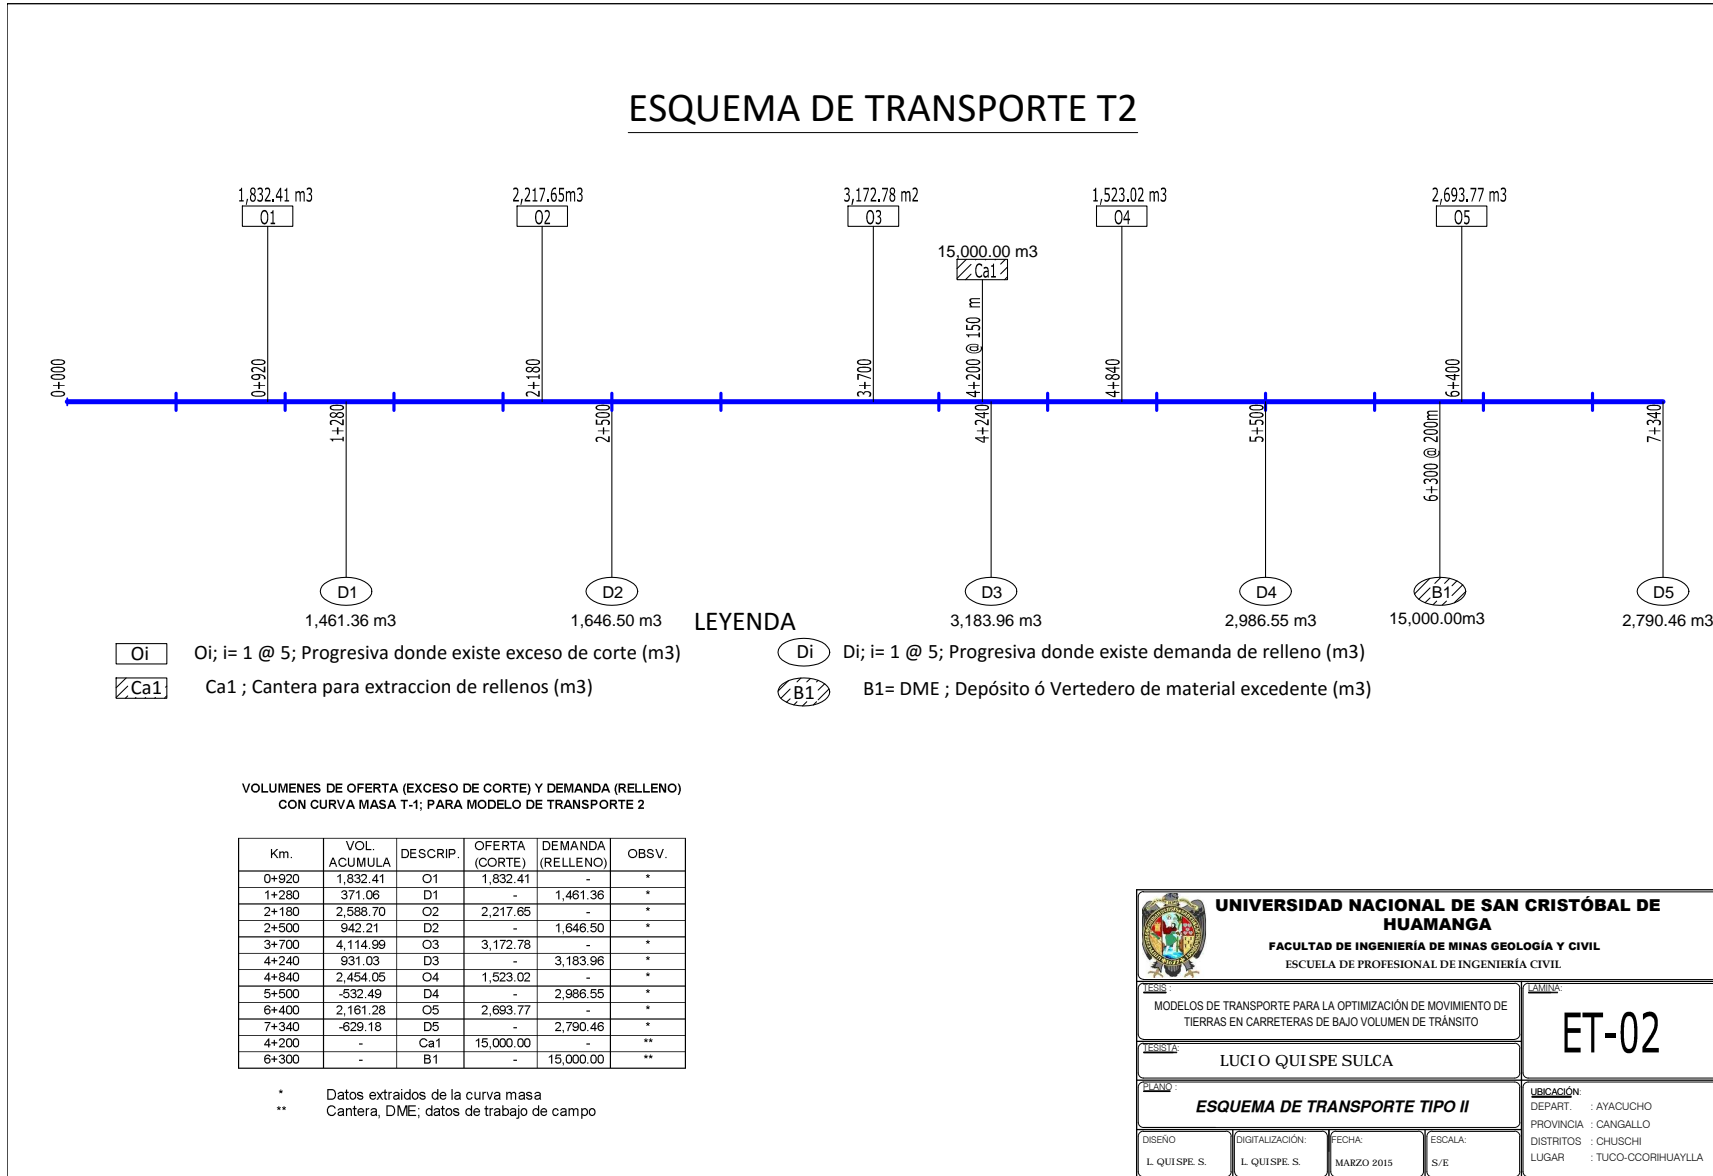 ESQUEMA DE TRANSPORTE T2
1,832.41 m3
O1
2,217.65m3
O2
3,172.78 m2
O3
15,000.00 m3
Ca1
1,523.02 m3
O4
2,693.77 m3
O5
0+000
0+920
1+280
2+180
2+500
3+700
4+200 @ 150 m
4+240
4+840
5+500
6+300 @ 200m
6+400
7+340
D1
1,461.36 m3
D2
1,646.50 m3
D3
3,183.96 m3
D4
2,986.55 m3
B1
15,000.00m3
D5
2,790.46 m3
LEYENDA
Oi Oi; i= 1 @ 5; Progresiva donde existe exceso de corte (m3)
Di Di; i= 1 @ 5; Progresiva donde existe demanda de relleno (m3)
Ca1 Ca1 ; Cantera para extraccion de rellenos (m3)
B1 B1= DME ; Depósito ó Vertedero de material excedente (m3)
VOLUMENES DE OFERTA (EXCESO DE CORTE) Y DEMANDA (RELLENO)
CON CURVA MASA T-1; PARA MODELO DE TRANSPORTE 2
Km. VOL. ACUMULA DESCRIP. OFERTA (CORTE) DEMANDA (RELLENO) OBSV.
0+920 1,832.41 O1 1,832.41 - *
1+280 371.06 D1 - 1,461.36 *
2+180 2,588.70 O2 2,217.65 - *
2+500 942.21 D2 - 1,646.50 *
3+700 4,114.99 O3 3,172.78 - *
4+240 931.03 D3 - 3,183.96 *
4+840 2,454.05 O4 1,523.02 - *
5+500 -532.49 D4 - 2,986.55 *
6+400 2,161.28 O5 2,693.77 - *
7+340 -629.18 D5 - 2,790.46 *
4+200 - Ca1 15,000.00 - **
6+300 - B1 - 15,000.00 **
* Datos extraidos de la curva masa
** Cantera, DME; datos de trabajo de campo
UNIVERSIDAD NACIONAL DE SAN CRISTÓBAL DE
HUAMANGA
FACULTAD DE INGENIERÍA DE MINAS GEOLOGÍA Y CIVIL
ESCUELA DE PROFESIONAL DE INGENIERÍA CIVIL
TESIS :
MODELOS DE TRANSPORTE PARA LA OPTIMIZACIÓN DE MOVIMIENTO DE
TIERRAS EN CARRETERAS DE BAJO VOLUMEN DE TRÁNSITO
LAMINA:
ET-02
TESISTA:
LUCIO QUISPE SULCA
PLANO :
ESQUEMA DE TRANSPORTE TIPO II
UBICACIÓN:
DEPART. : AYACUCHO
PROVINCIA : CANGALLO
DISTRITOS : CHUSCHI
LUGAR : TUCO-CCORIHUAYLLA
DISEÑO
L. QUISPE. S.
DIGITALIZACIÓN:
L. QUISPE. S.
FECHA:
MARZO 2015
ESCALA:
S/E